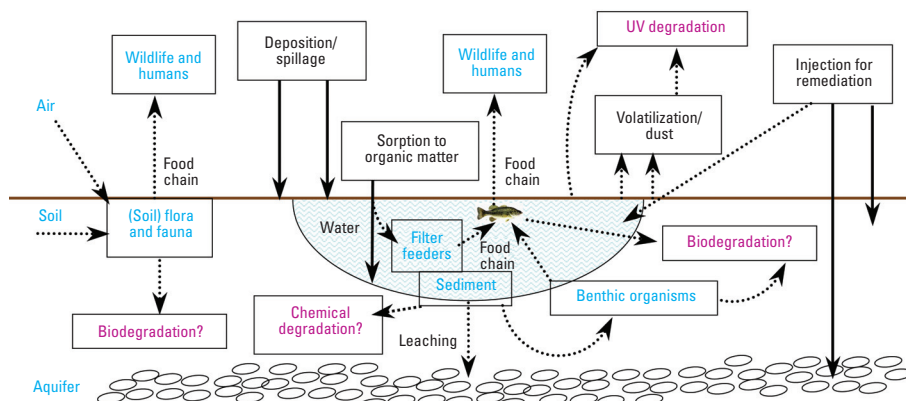 Wildlife and
humans
Deposition/
spillage
Wildlife and
humans
UV degradation
Injection for
remediation
Air
Volatilization/
dust
Sorption to
organic matter
Food
chain
Food
chain
Soil
(Soil) flora
and fauna
Water
Filter
feeders
Food
chain
Biodegradation?
Sediment
Benthic organisms
Chemical
degradation?
Biodegradation?
Leaching
Aquifer